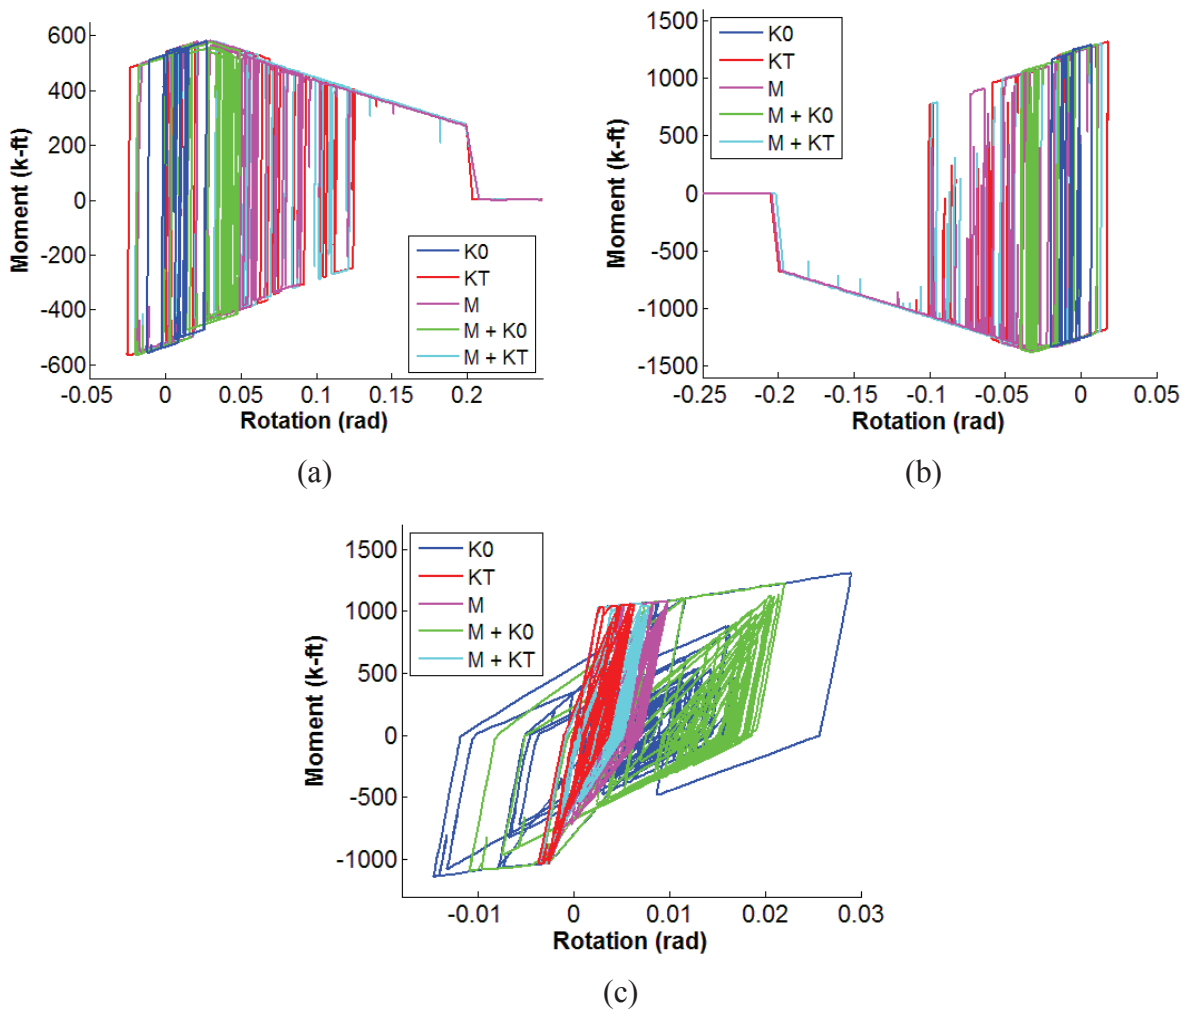 600
400
200
0
-200
-400
-600
Moment (k-ft)
K0
KT
M
M + K0
M + KT
-0.05 0 0.05 0.1 0.15 0.2
Rotation (rad)
(a)
1500
1000
500
0
-500
-1000
-1500
Moment (k-ft)
K0
KT
M
M + K0
M + KT
-0.25 -0.2 -0.15 -0.1 -0.05 0 0.05
Rotation (rad)
(b)
1500
1000
500
0
-500
-1000
Moment (k-ft)
K0
KT
M
M + K0
M + KT
-0.01 0 0.01 0.02 0.03
Rotation (rad)
(c)